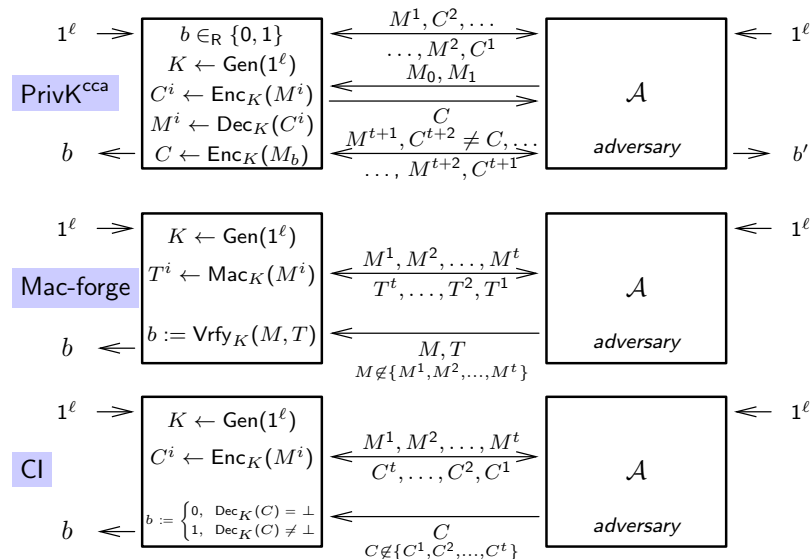 1^ℓ
b ∈_R {0, 1}
M^1, C^2, . . .
1^ℓ
. . . , M^2, C^1
K ← Gen(1^ℓ)
M_0, M_1
PrivK^cca
C^i ← Enc_K(M^i)
A
C
M^i ← Dec_K(C^i)
M^{t+1}, C^{t+2} ≠ C, . . .
b
C ← Enc_K(M_b)
. . . , M^{t+2}, C^{t+1}
adversary
b′
1^ℓ
K ← Gen(1^ℓ)
1^ℓ
M^1, M^2, . . . , M^t
Mac-forge
T^i ← Mac_K(M^i)
T^t, . . . , T^2, T^1
A
b
b := Vrfy_K(M, T)
M, T
adversary
M∉{M^1,M^2,...,M^t}
1^ℓ
K ← Gen(1^ℓ)
1^ℓ
M^1, M^2, . . . , M^t
CI
C^i ← Enc_K(M^i)
C^t, . . . , C^2, C^1
A
b
b := { 0, Dec_K(C) = ⊥
1, Dec_K(C) ≠ ⊥
C
adversary
C∉{C^1,C^2,...,C^t}